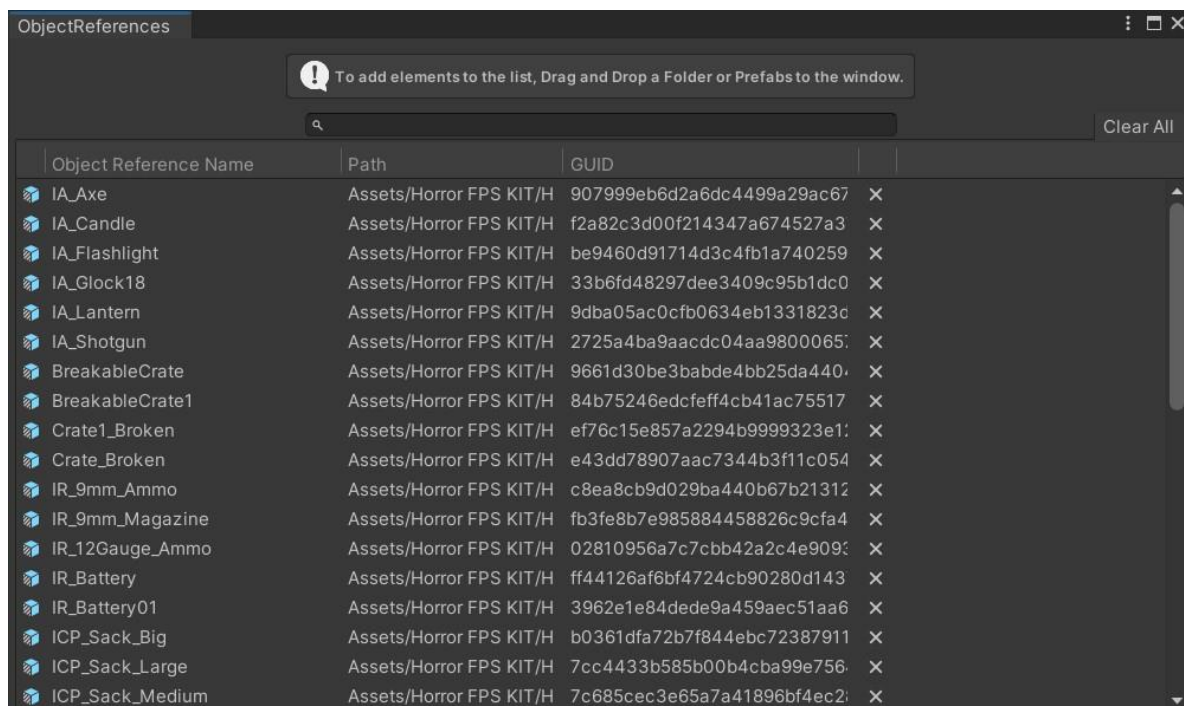 ObjectReferences
To add elements to the list, Drag and Drop a Folder or Prefabs to the window.
Clear All
Object Reference Name Path GUID
IA_Axe Assets/Horror FPS KIT/H 907999eb6d2a6dc4499a29ac67
IA_Candle Assets/Horror FPS KIT/H f2a82c3d00f214347a674527a3
IA_Flashlight Assets/Horror FPS KIT/H be9460d91714d3c4fb1a740259
IA_Glock18 Assets/Horror FPS KIT/H 33b6fd48297dee3409c95b1dc0
IA_Lantern Assets/Horror FPS KIT/H 9dba05ac0cfb0634eb1331823d
IA_Shotgun Assets/Horror FPS KIT/H 2725a4ba9aacdc04aa98000657
BreakableCrate Assets/Horror FPS KIT/H 9661d30be3babde4bb25da440
BreakableCrate1 Assets/Horror FPS KIT/H 84b75246edcfeff4cb41ac75517
Crate1_Broken Assets/Horror FPS KIT/H ef76c15e857a2294b9999323e1
Crate_Broken Assets/Horror FPS KIT/H e43dd78907aac7344b3f11c054
IR_9mm_Ammo Assets/Horror FPS KIT/H c8ea8cb9d029ba440b67b21312
IR_9mm_Magazine Assets/Horror FPS KIT/H fb3fe8b7e985884458826c9cfa4
IR_12Gauge_Ammo Assets/Horror FPS KIT/H 02810956a7c7cbb42a2c4e909
IR_Battery Assets/Horror FPS KIT/H ff44126af6bf4724cb90280d143
IR_Battery01 Assets/Horror FPS KIT/H 3962e1e84dede9a459aec51aa6
ICP_Sack_Big Assets/Horror FPS KIT/H b0361dfa72b7f844ebc72387911
ICP_Sack_Large Assets/Horror FPS KIT/H 7cc4433b585b00b4cba99e756
ICP_Sack_Medium Assets/Horror FPS KIT/H 7c685cec3e65a7a41896bf4ec2